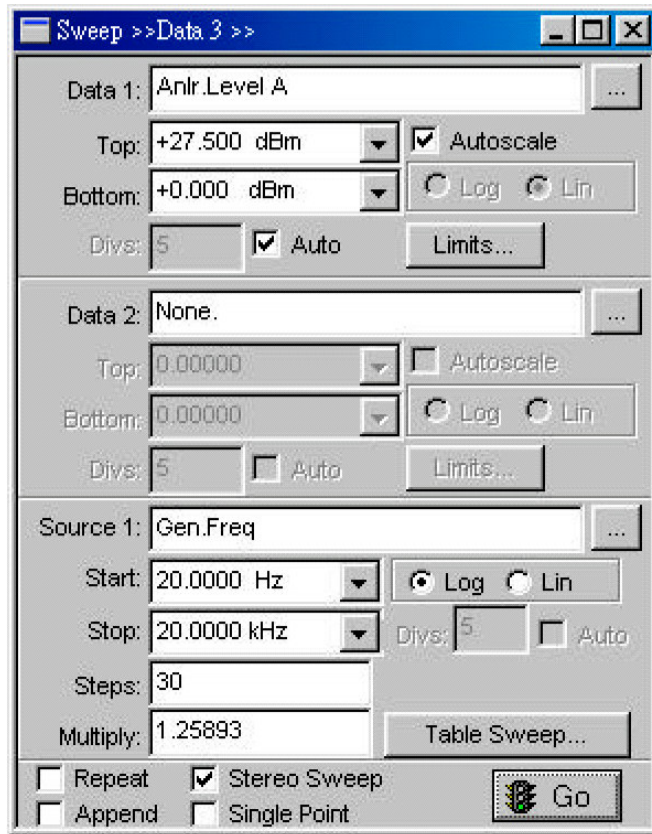 Sweep >>Data 3 >>
Data 1: Anlr.Level A ...
Top: +27.500 dBm Autoscale
Bottom: +0.000 dBm Log Lin
Divs: 5 Auto Limits...
Data 2: None. ...
Top: 0.00000 Autoscale
Bottom: 0.00000 Log Lin
Divs: 5 Auto Limits...
Source 1: Gen.Freq ...
Start: 20.0000 Hz Log Lin
Stop: 20.0000 kHz Divs: 5 Auto
Steps: 30
Multiply: 1.25893 Table Sweep...
Repeat Stereo Sweep Go
Append Single Point